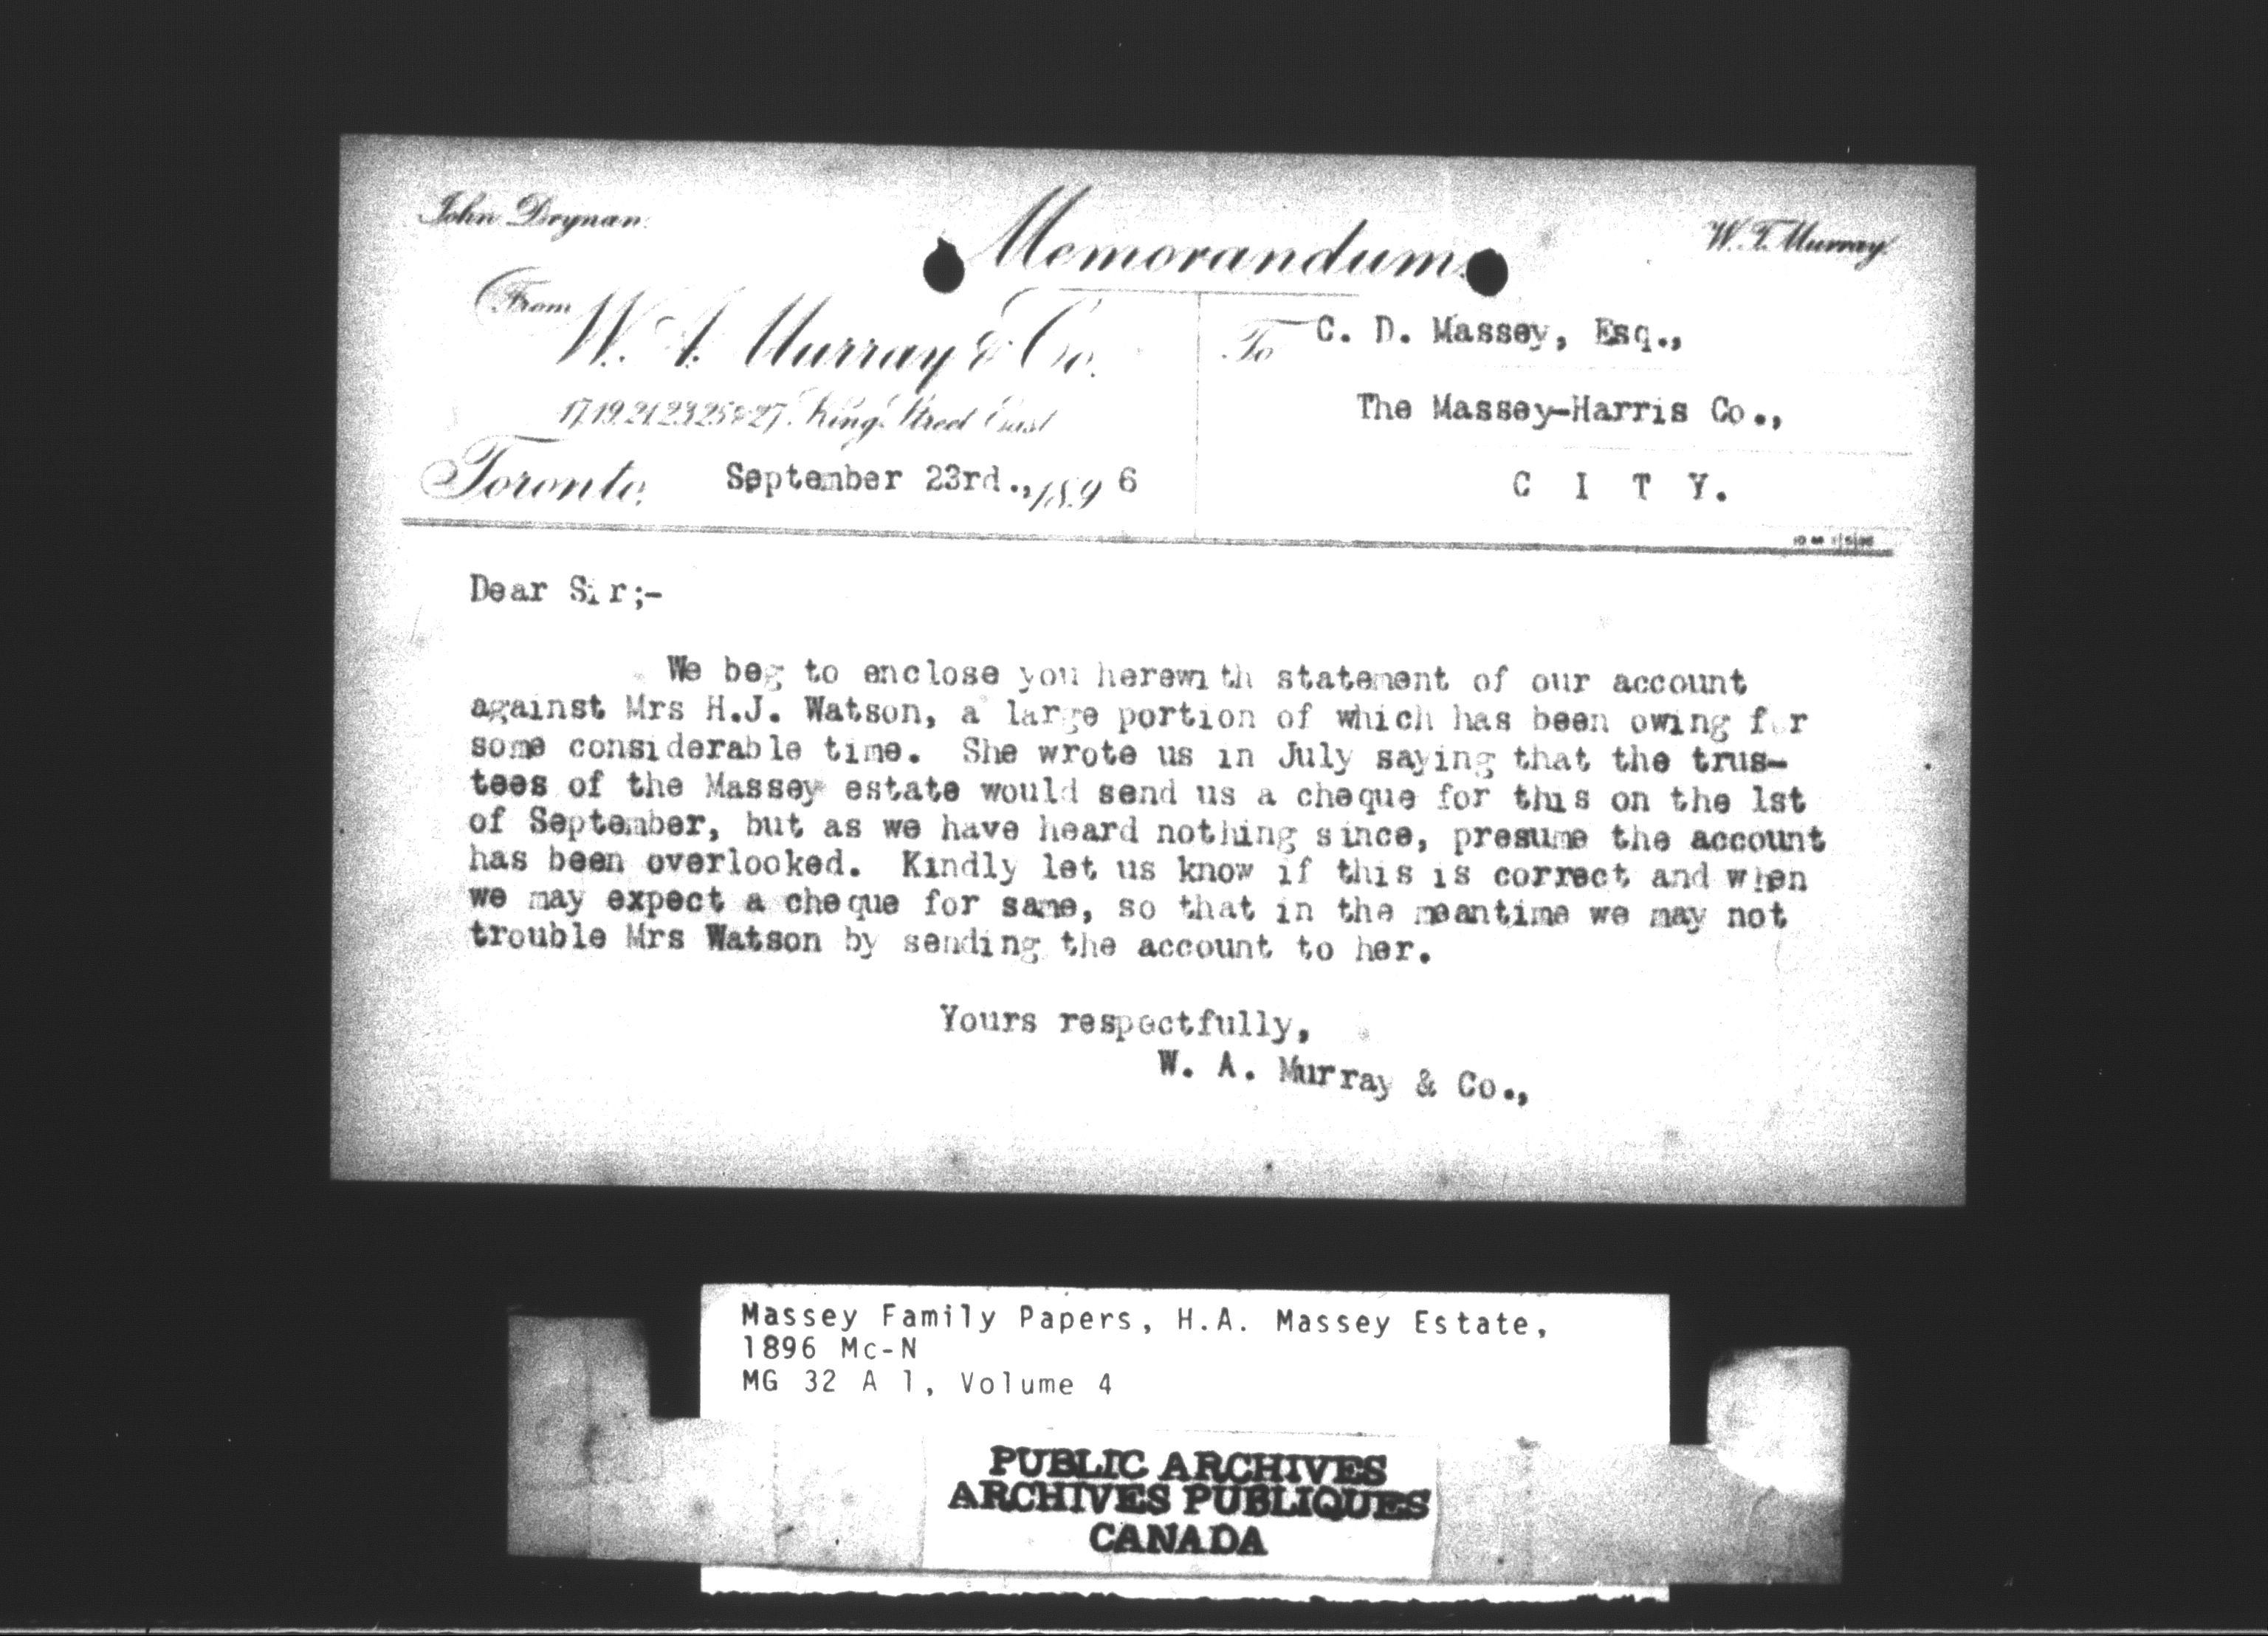 John Drynan.
Memorandum.
W. T. Murray.
From W. A. Murray & Co.
17, 19, 21, 23, 25 & 27, King Street East
Toronto, September 23rd., 1896
To C. D. Massey, Esq.,
The Massey-Harris Co.,
C I T Y.
Dear Sir;-
We beg to enclose you herewith statement of our account
against Mrs H.J. Watson, a large portion of which has been owing for
some considerable time. She wrote us in July saying that the trus-
tees of the Massey estate would send us a cheque for this on the 1st
of September, but as we have heard nothing since, presume the account
has been overlooked. Kindly let us know if this is correct and when
we may expect a cheque for same, so that in the meantime we may not
trouble Mrs Watson by sending the account to her.
Yours respectfully,
W. A. Murray & Co.,
Massey Family Papers, H.A. Massey Estate,
1896 Mc-N
MG 32 A 1, Volume 4
PUBLIC ARCHIVES
ARCHIVES PUBLIQUES
CANADA